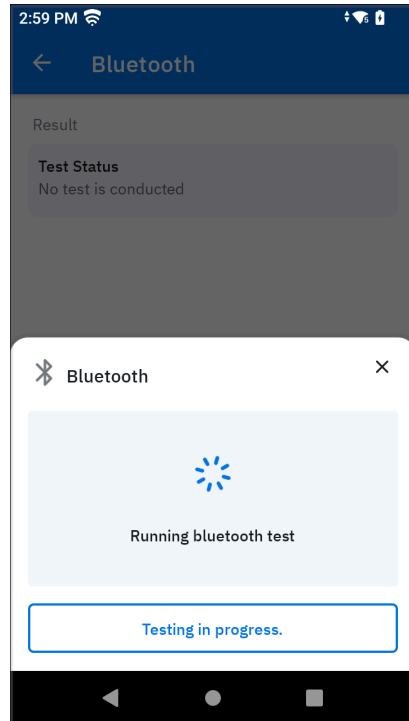 2:59 PM
Bluetooth
Result
Test Status
No test is conducted
Bluetooth
Running bluetooth test
Testing in progress.